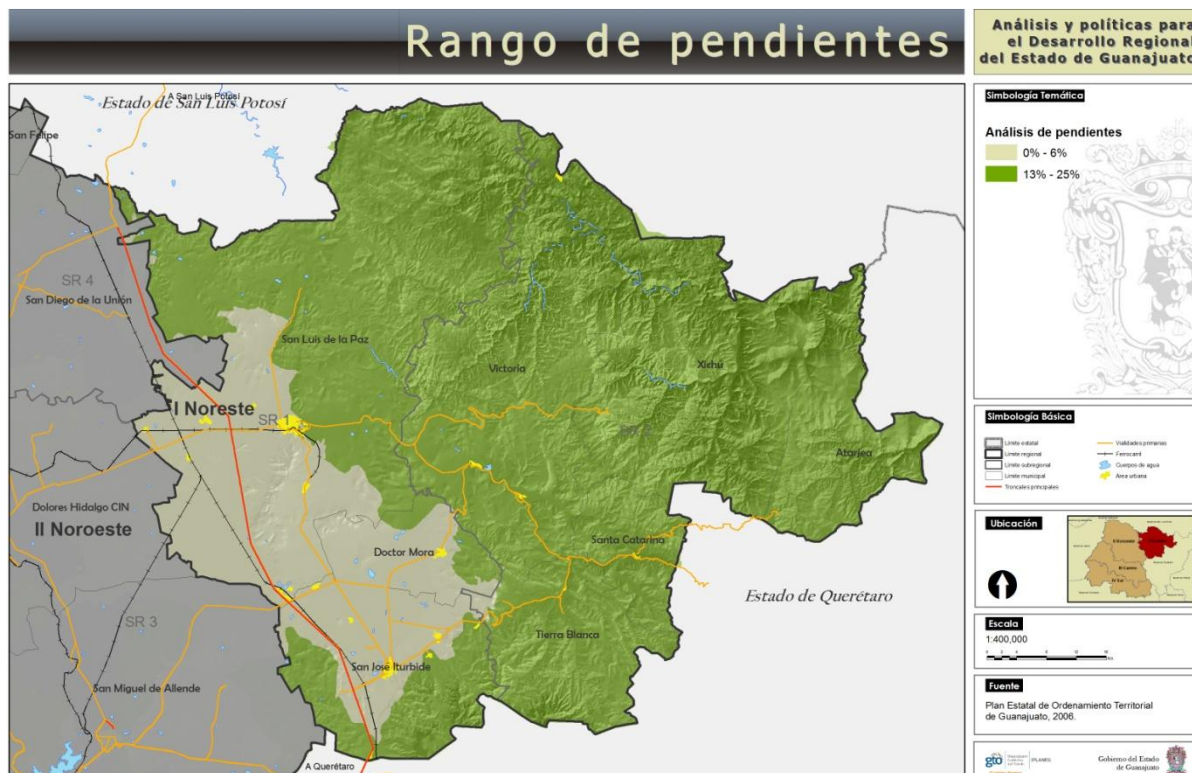 Rango de pendientes
Análisis y políticas para
el Desarrollo Regional
del Estado de Guanajuato
A San Luis Potosí
Estado de San Luis Potosí
San Felipe
SR 4
San Diego de la Unión
San Luis de la Paz
Victoria
Xichú
I Noreste
SR 1
Atarjea
Dolores Hidalgo CIN
II Noroeste
Doctor Mora
Santa Catarina
Estado de Querétaro
SR 3
Tierra Blanca
San José Iturbide
San Miguel de Allende
A Querétaro
Simbología Temática
Análisis de pendientes
0% - 6%
13% - 25%
Simbología Básica
Límite estatal
Límite regional
Límite subregional
Límite municipal
Troncales principales
Vialidades primarias
Ferrocarril
Cuerpos de agua
Area urbana
Ubicación
Escala
1:400,000
Fuente
Plan Estatal de Ordenamiento Territorial
de Guanajuato, 2006.
gto
IPLANEG
Gobierno del Estado
de Guanajuato